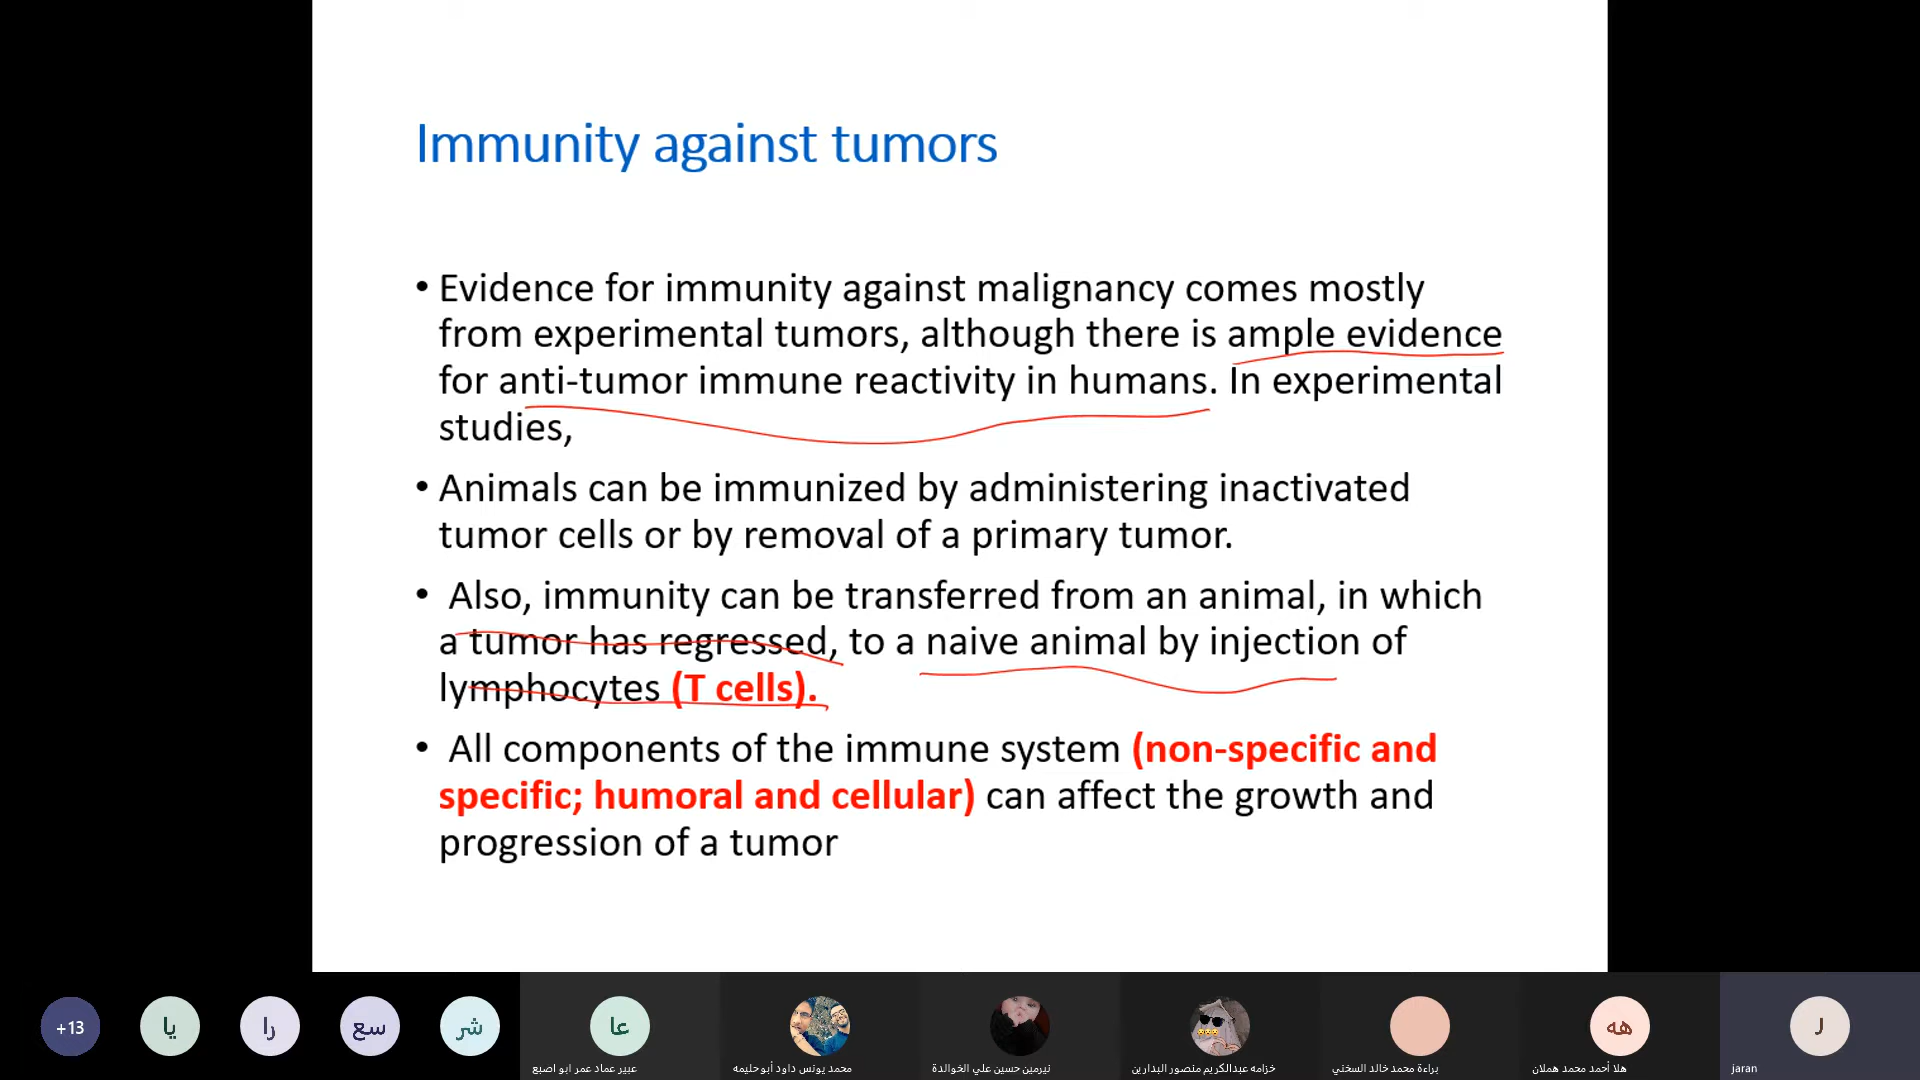 Immunity against tumors
• Evidence for immunity against malignancy comes mostly
from experimental tumors, although there is ample evidence
for anti-tumor immune reactivity in humans. In experimental
studies,
• Animals can be immunized by administering inactivated
tumor cells or by removal of a primary tumor.
• Also, immunity can be transferred from an animal, in which
a tumor has regressed, to a naive animal by injection of
lymphocytes (T cells).
• All components of the immune system (non-specific and
specific; humoral and cellular) can affect the growth and
progression of a tumor
+13
يا
را
سع
شر
عا
هه
J
عبير عماد عمر ابو اصبع
محمد يونس داود أبوحليمه
نيرمين حسين علي الخوالدة
خزامه عبدالكريم منصور البدارين
براءة محمد خالد السخني
هلا أحمد محمد هملان
jaran